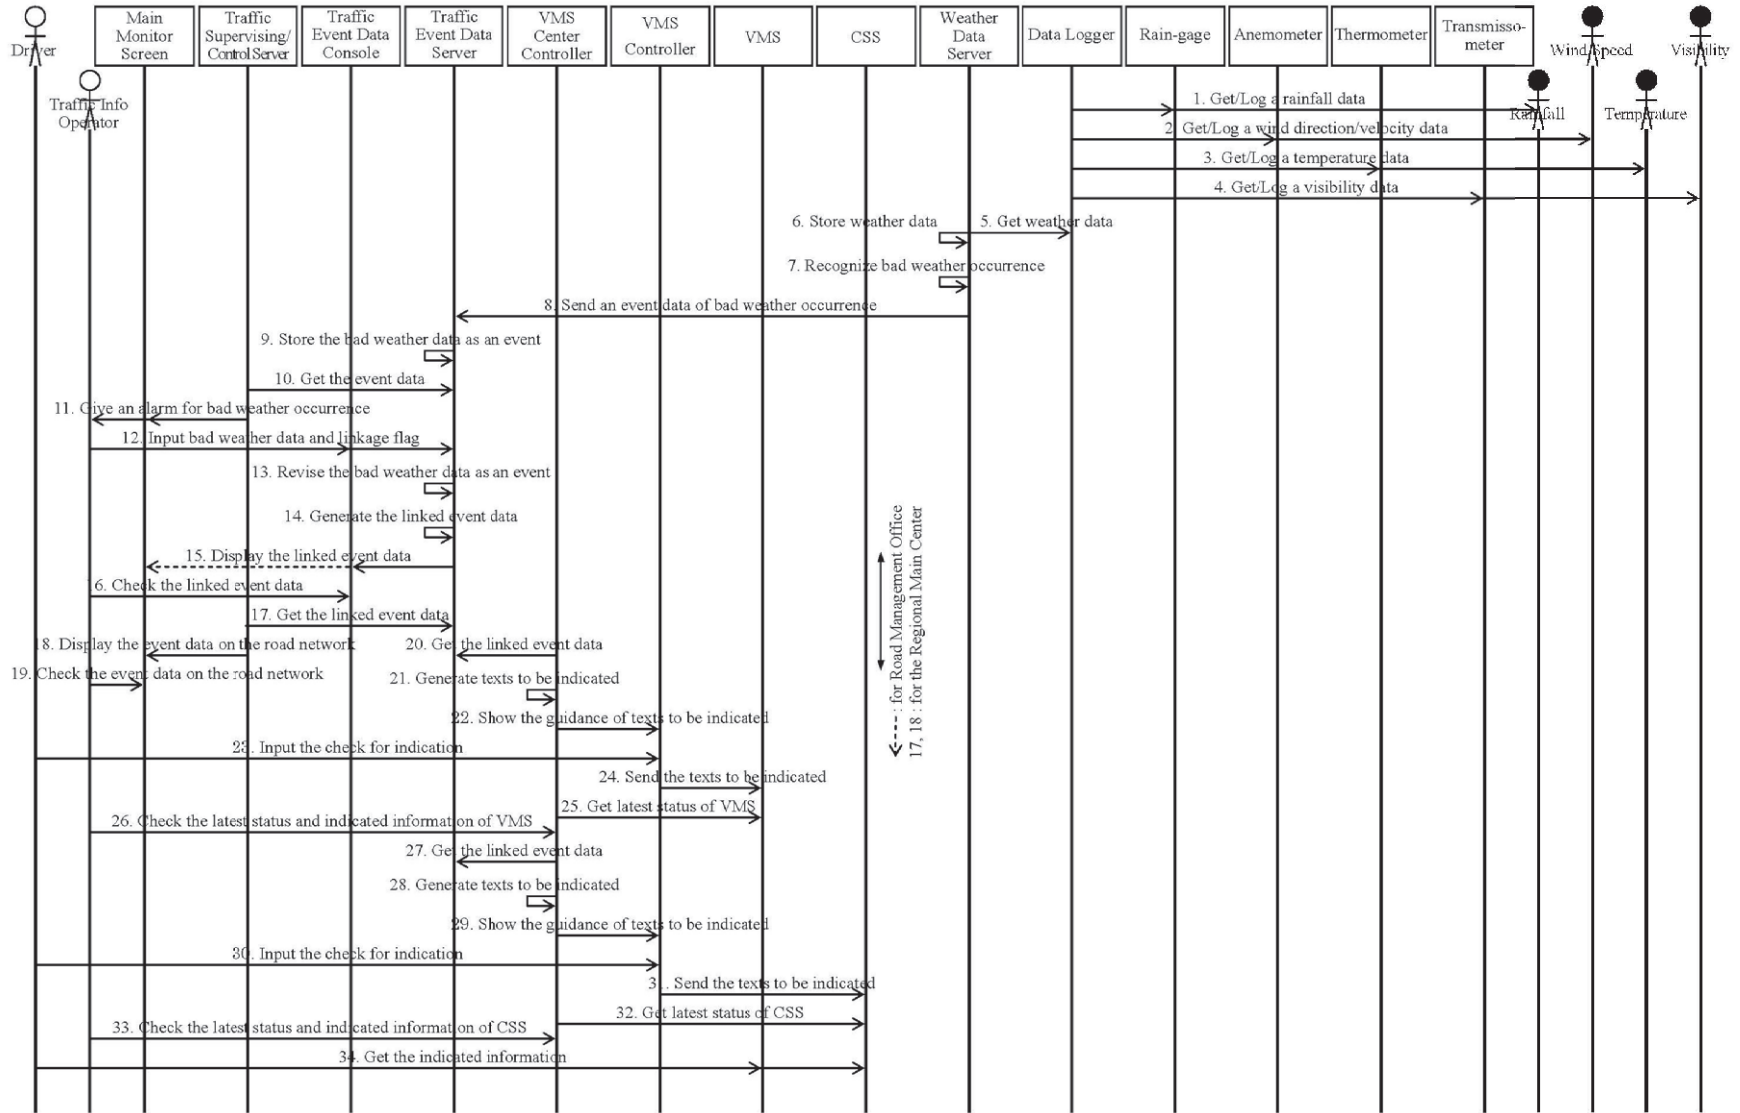 Driver
Main
Monitor
Screen
Traffic
Supervising/
Control Server
Traffic
Event Data
Console
Traffic
Event Data
Server
VMS
Center
Controller
VMS
Controller
VMS
CSS
Weather
Data
Server
Data Logger
Rain-gage
Anemometer
Thermometer
Transmisso-
meter
Wind Speed
Visibility
Traffic Info
Operator
Rainfall
Temperature
1. Get/Log a rainfall data
2. Get/Log a wind direction/velocity data
3. Get/Log a temperature data
4. Get/Log a visibility data
6. Store weather data
5. Get weather data
7. Recognize bad weather occurrence
8. Send an event data of bad weather occurrence
9. Store the bad weather data as an event
10. Get the event data
11. Give an alarm for bad weather occurrence
12. Input bad weather data and linkage flag
13. Revise the bad weather data as an event
14. Generate the linked event data
15. Display the linked event data
16. Check the linked event data
17. Get the linked event data
18. Display the event data on the road network
20. Get the linked event data
19. Check the event data on the road network
21. Generate texts to be indicated
22. Show the guidance of texts to be indicated
23. Input the check for indication
24. Send the texts to be indicated
25. Get latest status of VMS
26. Check the latest status and indicated information of VMS
27. Get the linked event data
28. Generate texts to be indicated
29. Show the guidance of texts to be indicated
30. Input the check for indication
31. Send the texts to be indicated
32. Get latest status of CSS
33. Check the latest status and indicated information of CSS
34. Get the indicated information
: for Road Management Office
17, 18 : for the Regional Main Center